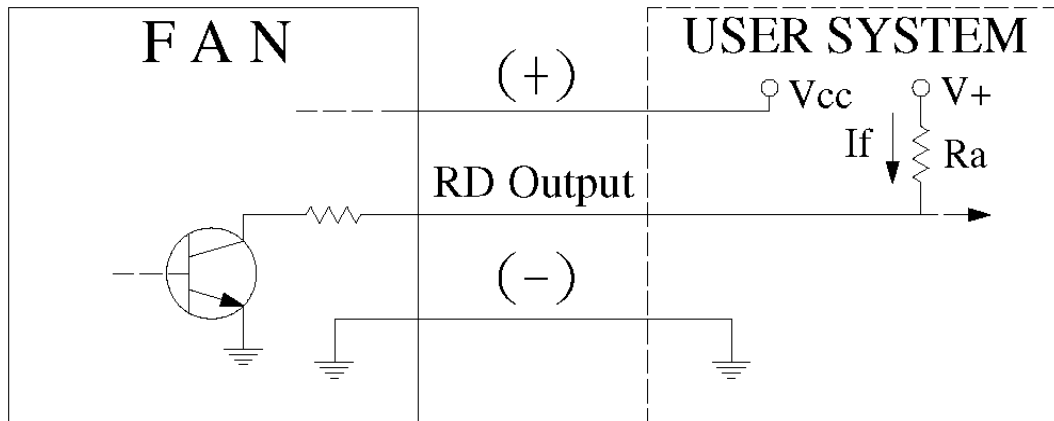 F A N
USER SYSTEM
(+)
Vcc
V+
If
Ra
RD Output
(-)